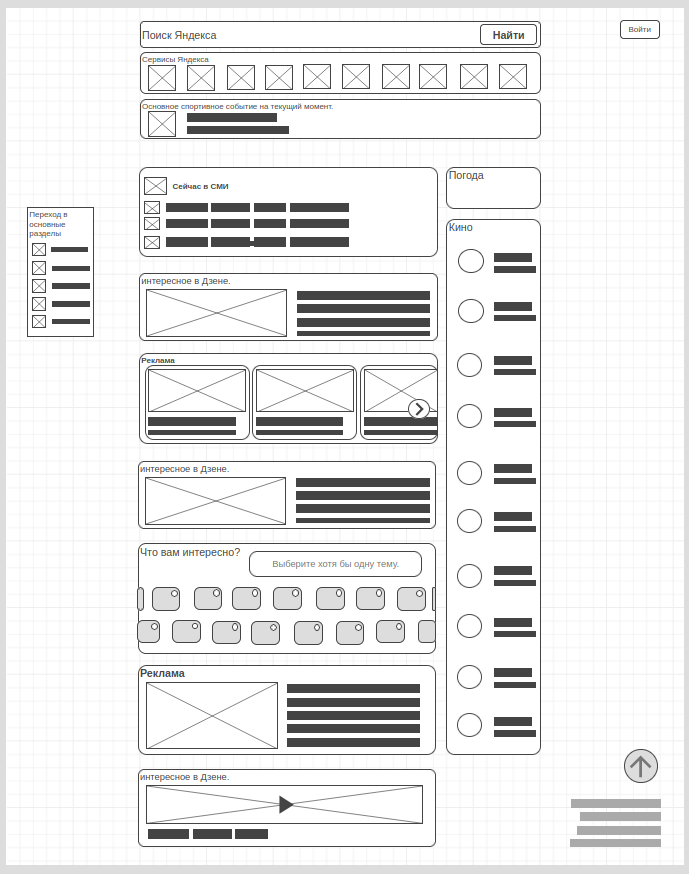 Поиск Яндекса
Найти
Войти
Сервисы Яндекса
Основное спортивное событие на текущий момент.
Сейчас в СМИ
Погода
Переход в
основные
разделы
Кино
интересное в Дзене.
Реклама
интересное в Дзене.
Что вам интересно?
Выберите хотя бы одну тему.
Реклама
интересное в Дзене.